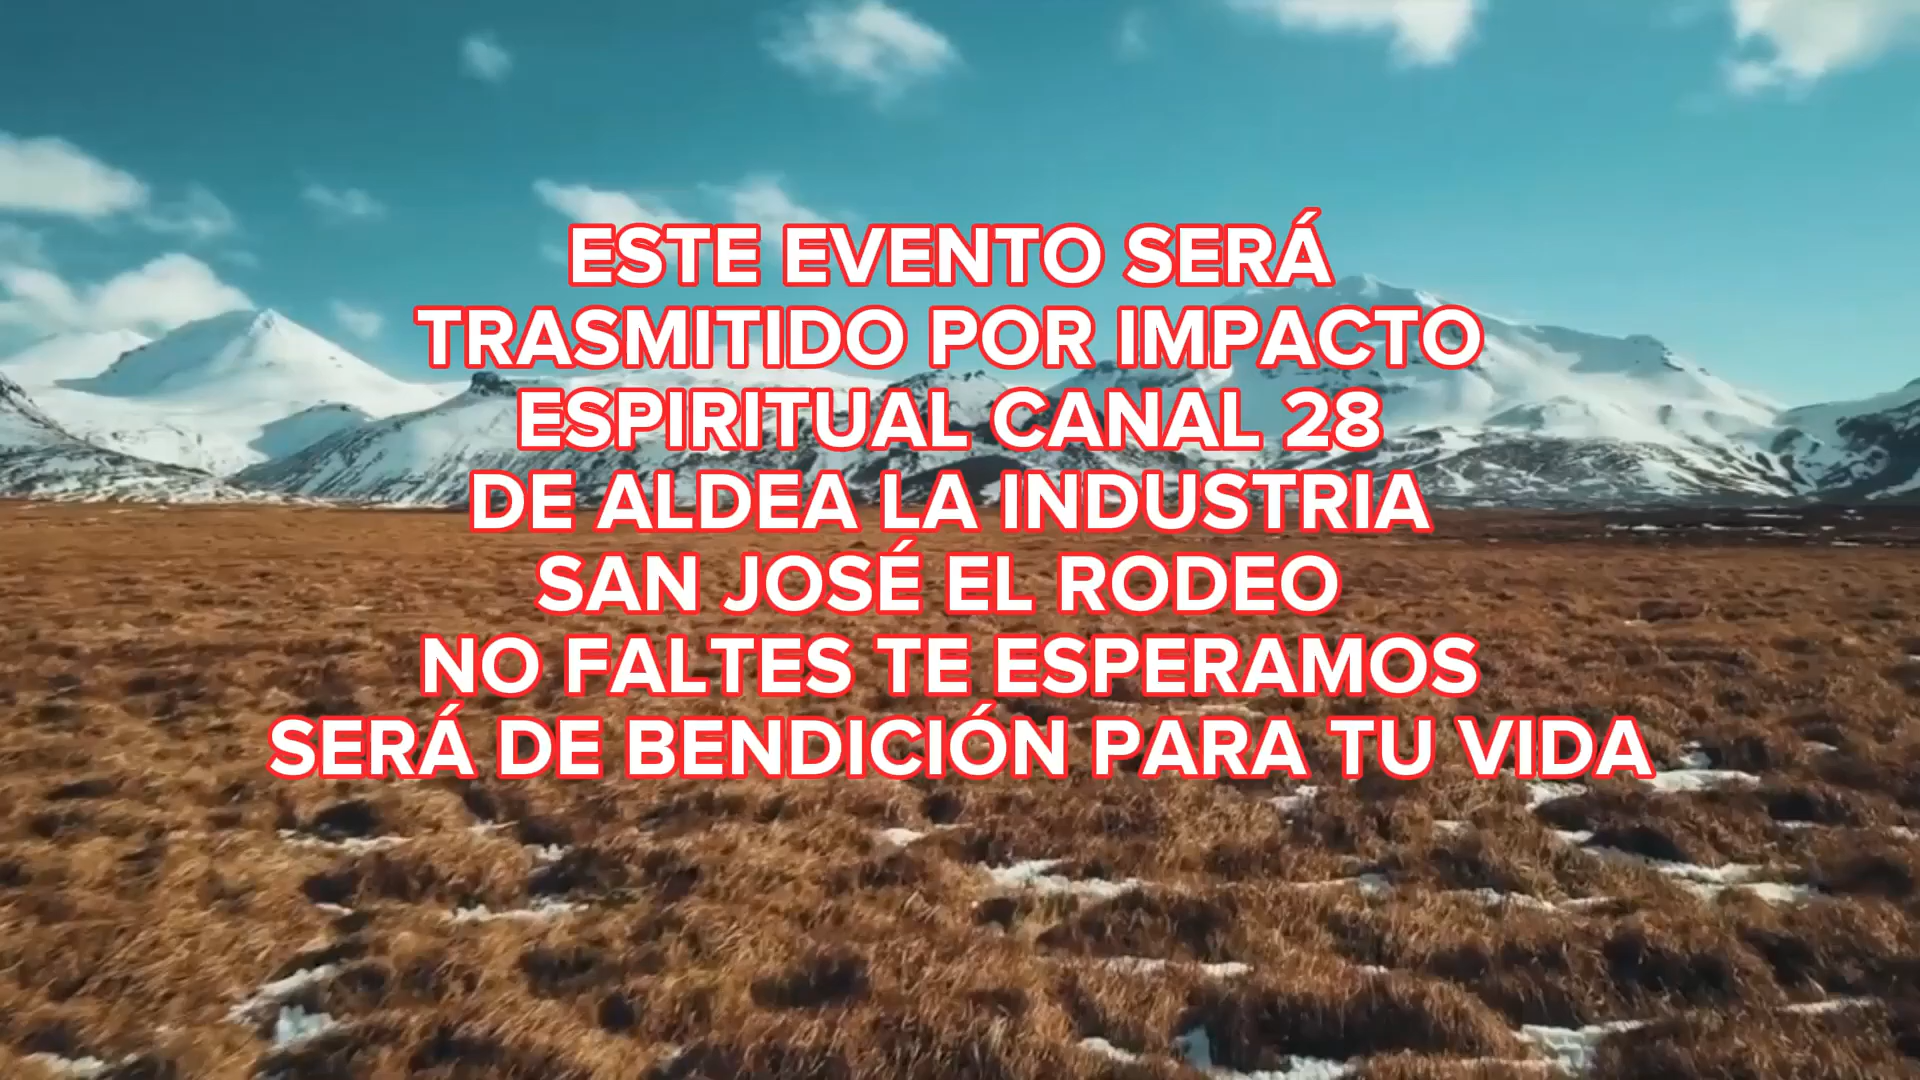 ESTE EVENTO SERÁ
TRASMITIDO POR IMPACTO
ESPIRITUAL CANAL 28
DE ALDEA LA INDUSTRIA
SAN JOSÉ EL RODEO
NO FALTES TE ESPERAMOS
SERÁ DE BENDICIÓN PARA TU VIDA